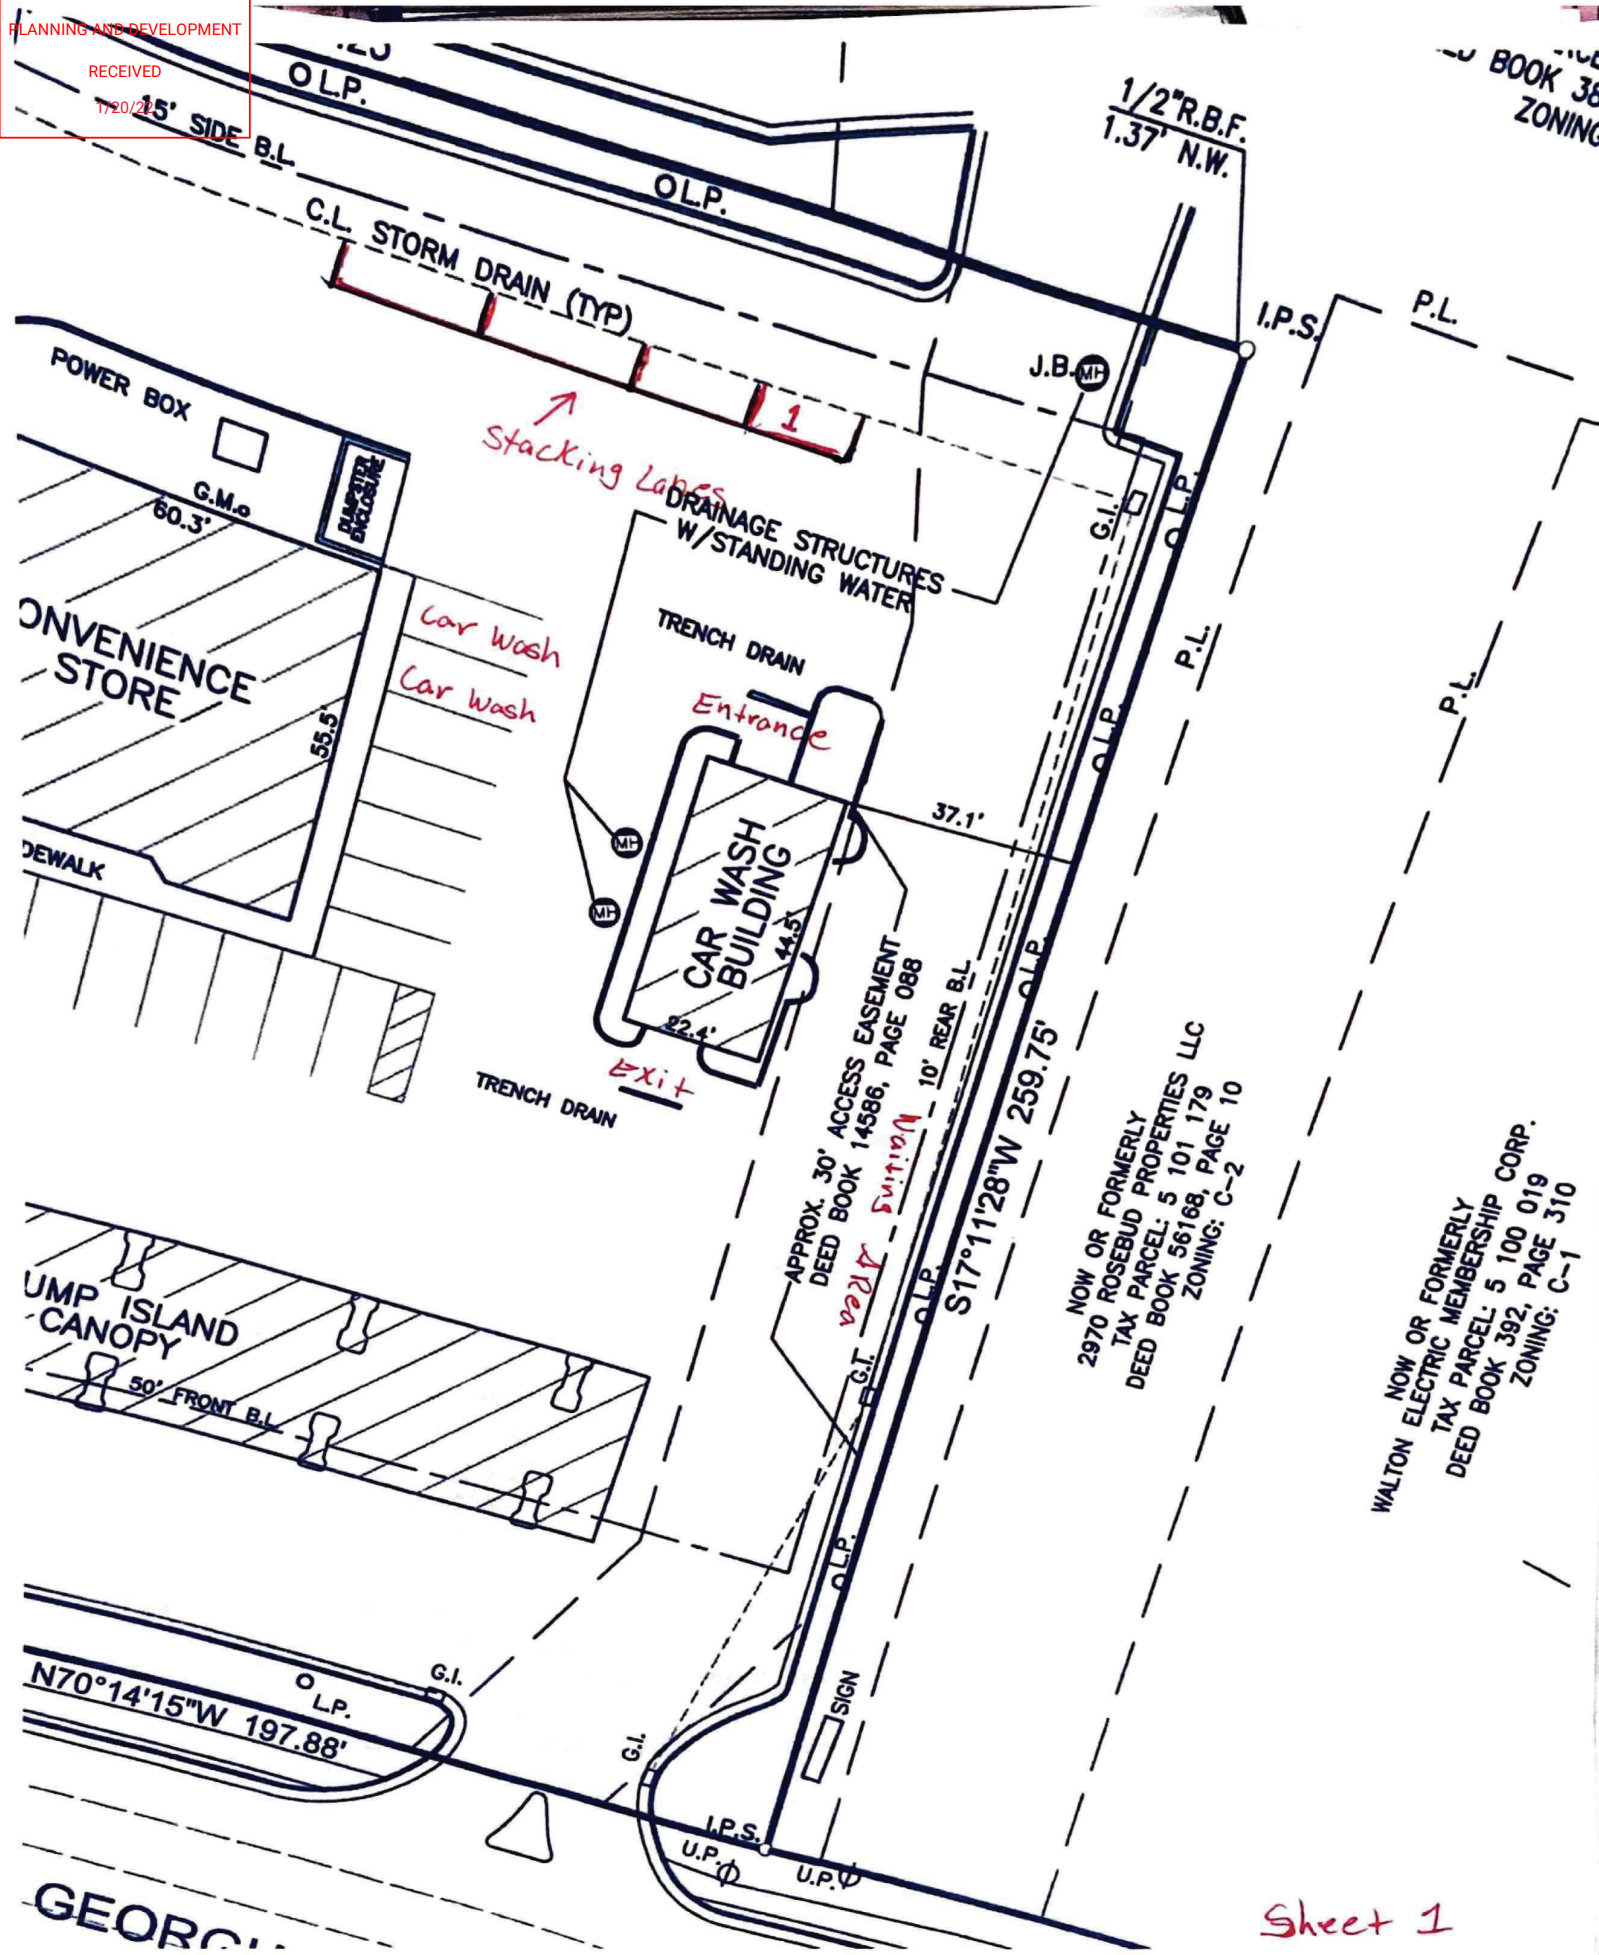 PLANNING AND DEVELOPMENT
RECEIVED
1/20/22
O L.P.
15' SIDE B.L.
C.L. STORM DRAIN (TYP)
O L.P.
1/2" R.B.F.
1.37' N.W.
BOOK 38
ZONING
I.P.S.
P.L.
J.B. MH
POWER BOX
G.M.
60.3'
DUMPSTER
ENCLOSURE
1
Stacking Lanes
DRAINAGE STRUCTURES
W/STANDING WATER
G.I.
O L.P.
P.L.
P.L.
ONVENIENCE
STORE
55.5'
Car Wash
Car Wash
TRENCH DRAIN
Entrance
O L.P.
37.1'
MH
MH
CAR WASH
BUILDING
44.5'
22.4'
DEWALK
Exit
TRENCH DRAIN
APPROX. 30' ACCESS EASEMENT
DEED BOOK 14586, PAGE 088
10' REAR B.L.
Waiting Area
O L.P.
S17°11'28"W 259.75'
O L.P.
NOW OR FORMERLY
2970 ROSEBUD PROPERTIES LLC
TAX PARCEL: 5 101 179
DEED BOOK 56168, PAGE 10
ZONING: C-2
NOW OR FORMERLY
WALTON ELECTRIC MEMBERSHIP CORP.
TAX PARCEL: 5 100 019
DEED BOOK 392, PAGE 310
ZONING: C-1
UMP ISLAND
CANOPY
50' FRONT B.L.
G.I.
O L.P.
SIGN
N70°14'15"W 197.88'
O L.P.
G.I.
G.I.
I.P.S.
U.P.
U.P.
Sheet 1